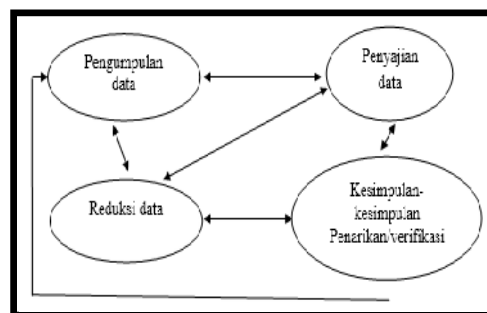 Pengumpulan
data
Penyajian
data
Reduksi data
Kesimpulan-
kesimpulan
Penarikan/verifikasi